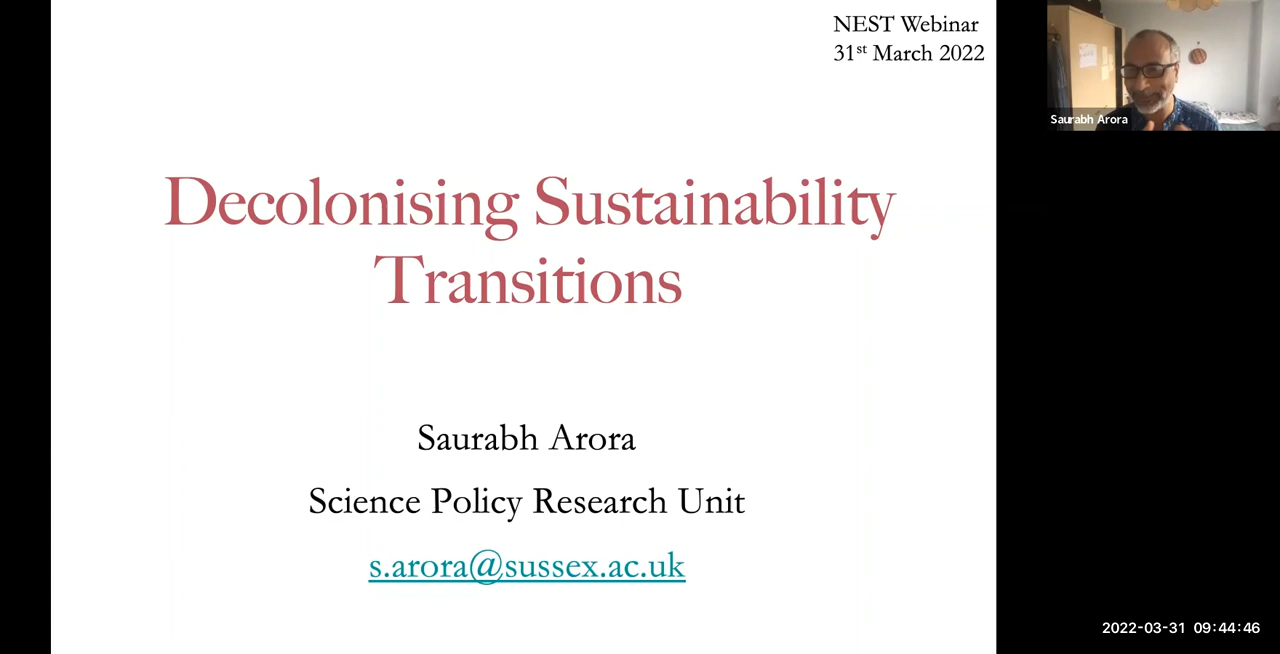 NEST Webinar
31st March 2022
Saurabh Arora
Decolonising Sustainability
Transitions
Saurabh Arora
Science Policy Research Unit
s.arora@sussex.ac.uk
2022-03-31 09:44:46